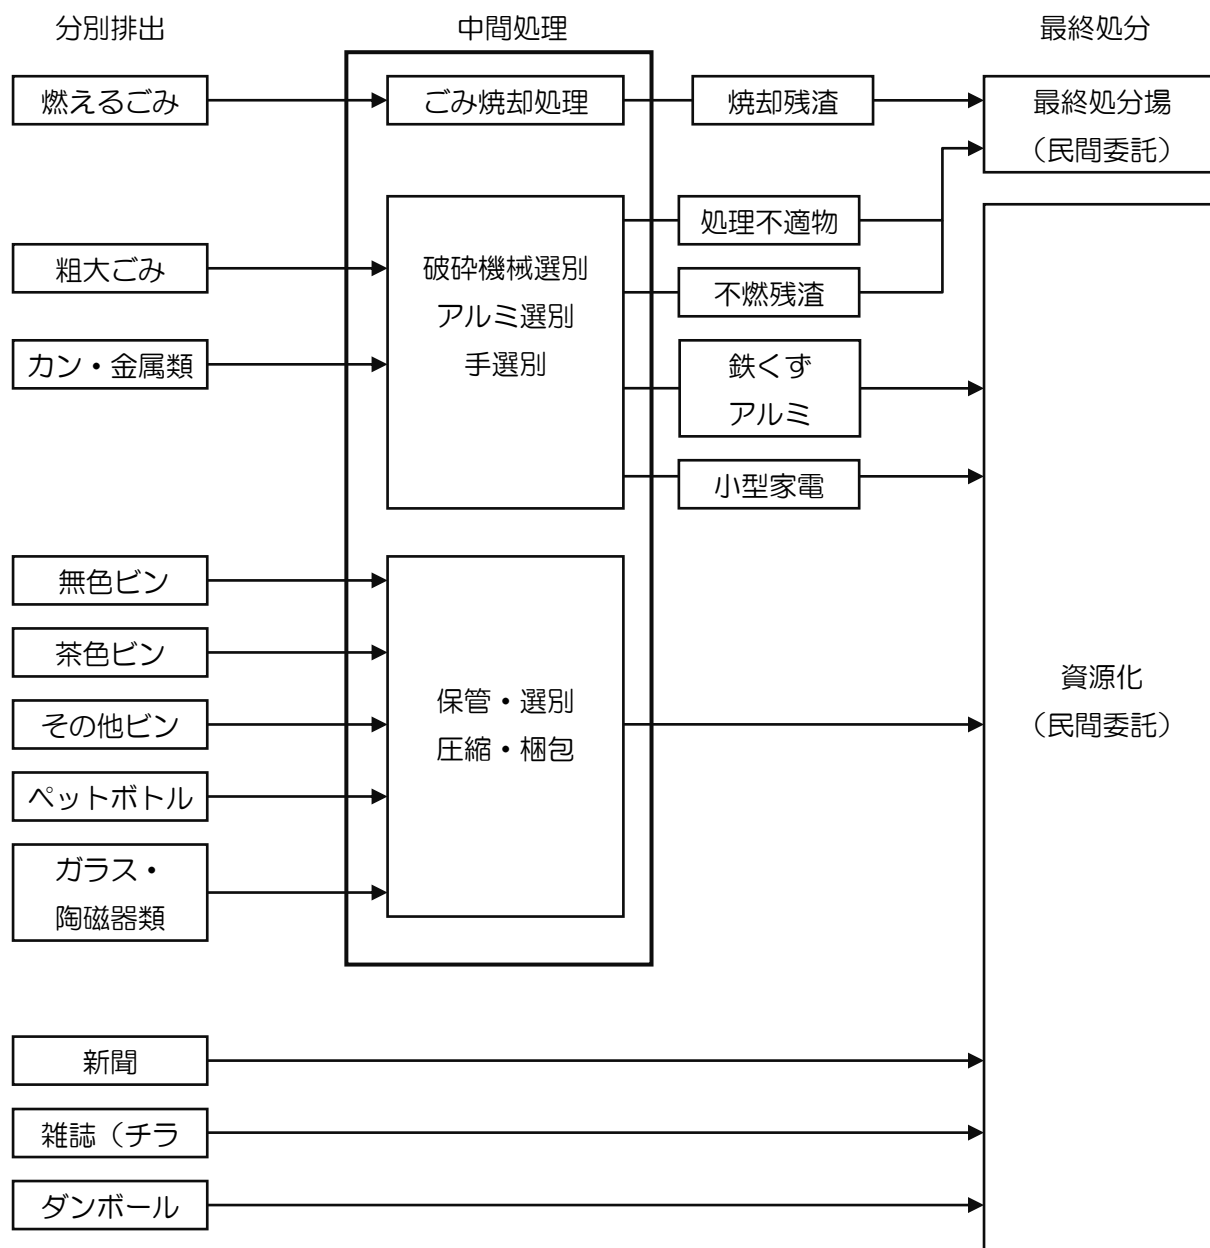 分別排出
中間処理
最終処分
燃えるごみ
ごみ焼却処理
焼却残渣
最終処分場
（民間委託）
粗大ごみ
カン・金属類
破砕機械選別
アルミ選別
手選別
処理不適物
不燃残渣
鉄くず
アルミ
小型家電
無色ビン
茶色ビン
その他ビン
ペットボトル
ガラス・
陶磁器類
保管・選別
圧縮・梱包
資源化
（民間委託）
新聞
雑誌（チラ
ダンボール